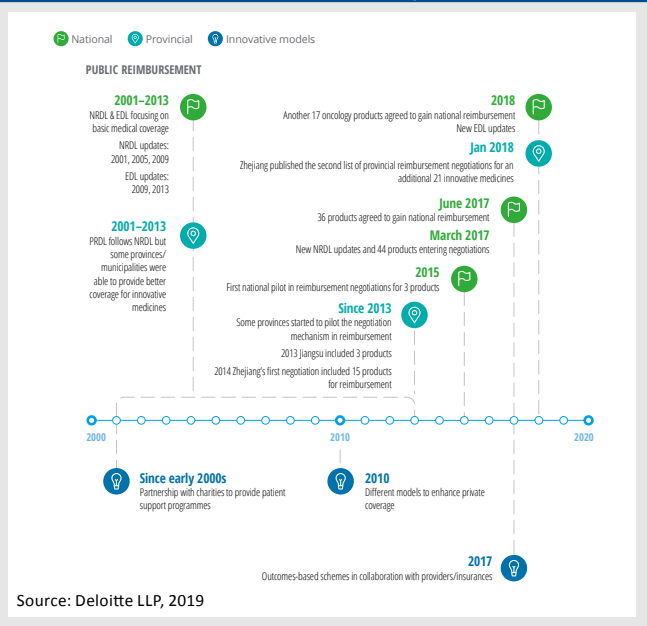 National Provincial Innovative models
PUBLIC REIMBURSEMENT
2001–2013
NRDL & EDL focusing on
basic medical coverage
NRDL updates:
2001, 2005, 2009
EDL updates:
2009, 2013
2001–2013
PRDL follows NRDL but
some provinces/
municipalities were
able to provide better
coverage for innovative
medicines
2018
Another 17 oncology products agreed to gain national reimbursement
New EDL updates
Jan 2018
Zhejiang published the second list of provincial reimbursement negotiations for an
additional 21 innovative medicines
June 2017
36 products agreed to gain national reimbursement
March 2017
New NRDL updates and 44 products entering negotiations
2015
First national pilot in reimbursement negotiations for 3 products
Since 2013
Some provinces started to pilot the negotiation
mechanism in reimbursement
2013 Jiangsu included 3 products
2014 Zhejiang's first negotiation included 15 products
for reimbursement
2000 2010 2020
Since early 2000s
Partnership with charities to provide patient
support programmes
2010
Different models to enhance private
coverage
2017
Outcomes-based schemes in collaboration with providers/insurances
Source: Deloitte LLP, 2019